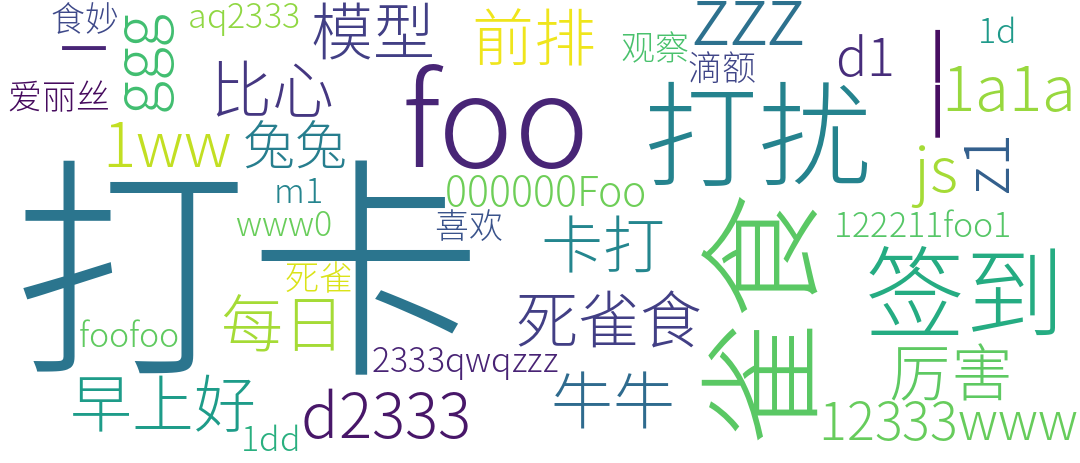 食妙
aq2333
模型
前排
zzz
1d
一
ggg
观察
d1
|
爱丽丝
比心
foo
滴额
1a1a
打扰
1ww
兔兔
js
z1
打卡
m1
000000Foo
www0
喜欢
卡打
雀食
122211foo1
死雀
签到
每日
死雀食
foofoo
2333qwqzzz
厉害
早上好
d2333
牛牛
12333www
1dd